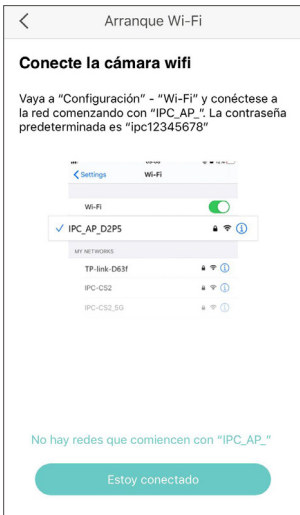 Arranque Wi-Fi
Conecte la cámara wifi
Vaya a “Configuración” - “Wi-Fi” y conéctese a
la red comenzando con “IPC_AP_”. La contraseña
predeterminada es “ipc12345678”
Settings Wi-Fi
Wi-Fi
IPC_AP_D2P5
MY NETWORKS
TP-link-D63f
IPC-CS2
IPC-CS2_5G
No hay redes que comiencen con “IPC_AP_“
Estoy conectado